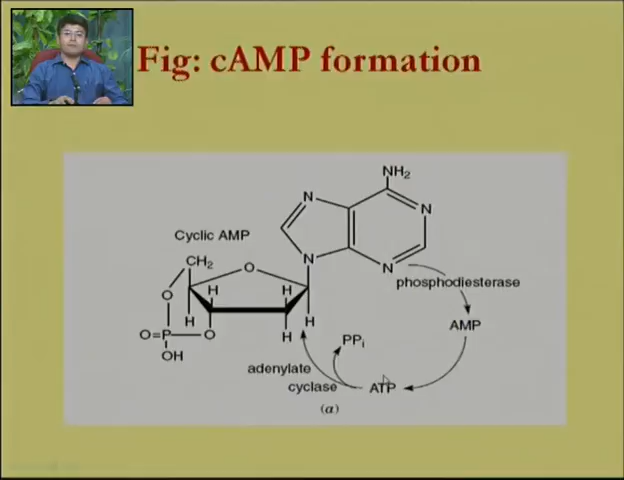 Fig: cAMP formation
NH2
N
N
Cyclic AMP
CH2
O
N
N
phosphodiesterase
O
H
H
H
H
AMP
O=P
O
H
PPi
OH
adenylate
cyclase
ATP
(a)